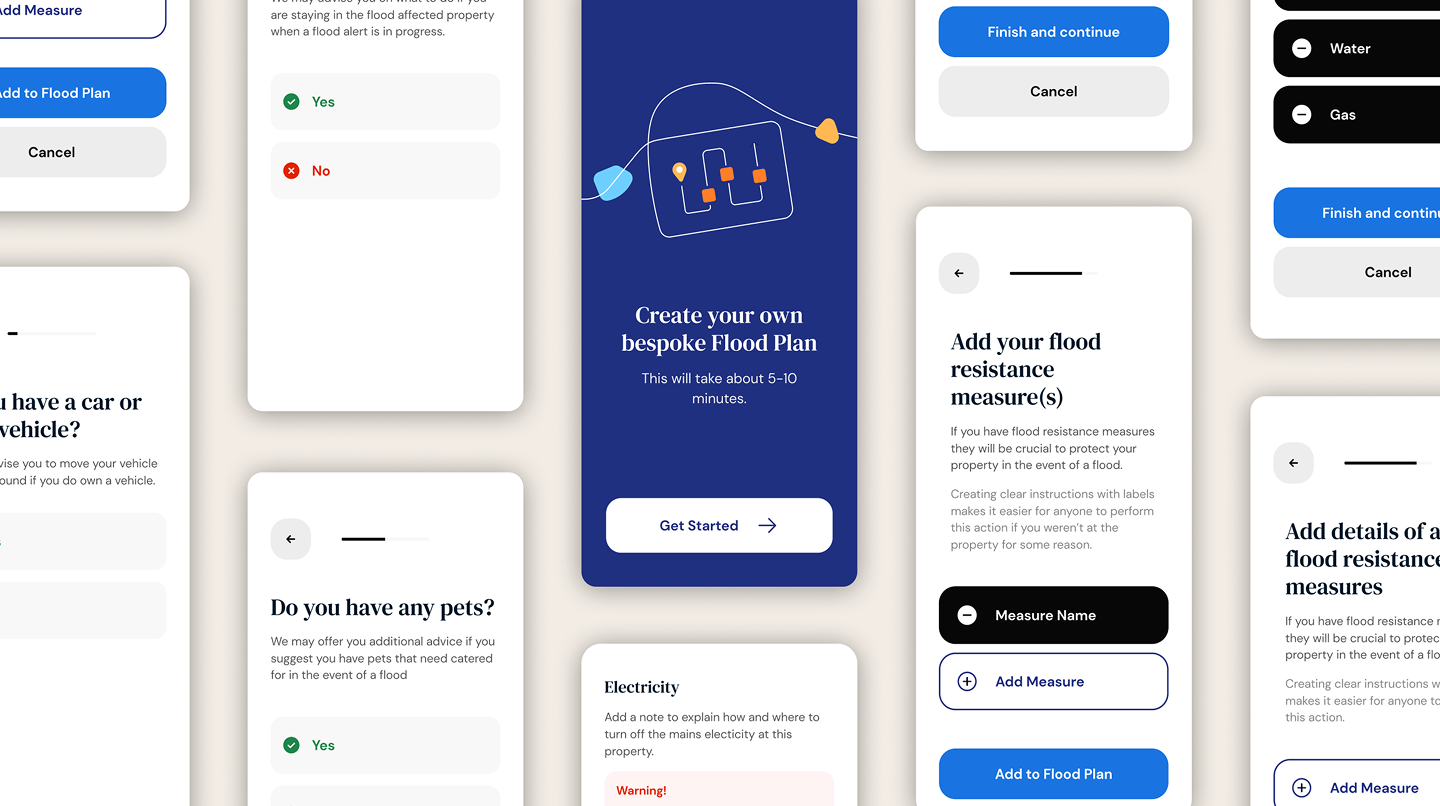 Add Measure
Add to Flood Plan
Cancel
have a car or
vehicle?
you to move your vehicle
if you do own a vehicle.
are staying in the flood affected property
when a flood alert is in progress.
Yes
No
Do you have any pets?
We may offer you additional advice if you
suggest you have pets that need catered
for in the event of a flood
Yes
Create your own
bespoke Flood Plan
This will take about 5-10
minutes.
Get Started
Electricity
Add a note to explain how and where to
turn off the mains electicity at this
property.
Warning!
Finish and continue
Cancel
Add your flood
resistance
measure(s)
If you have flood resistance measures
they will be crucial to protect your
property in the event of a flood.
Creating clear instructions with labels
makes it easier for anyone to perform
this action if you weren't at the
property for some reason.
Measure Name
Add Measure
Add to Flood Plan
Water
Gas
Finish and continu
Cancel
Add details of a
flood resistance
measures
If you have flood resistance
they will be crucial to protec
property in the event of a flo
Creating clear instructions w
makes it easier for anyone to
this action.
Add Measure